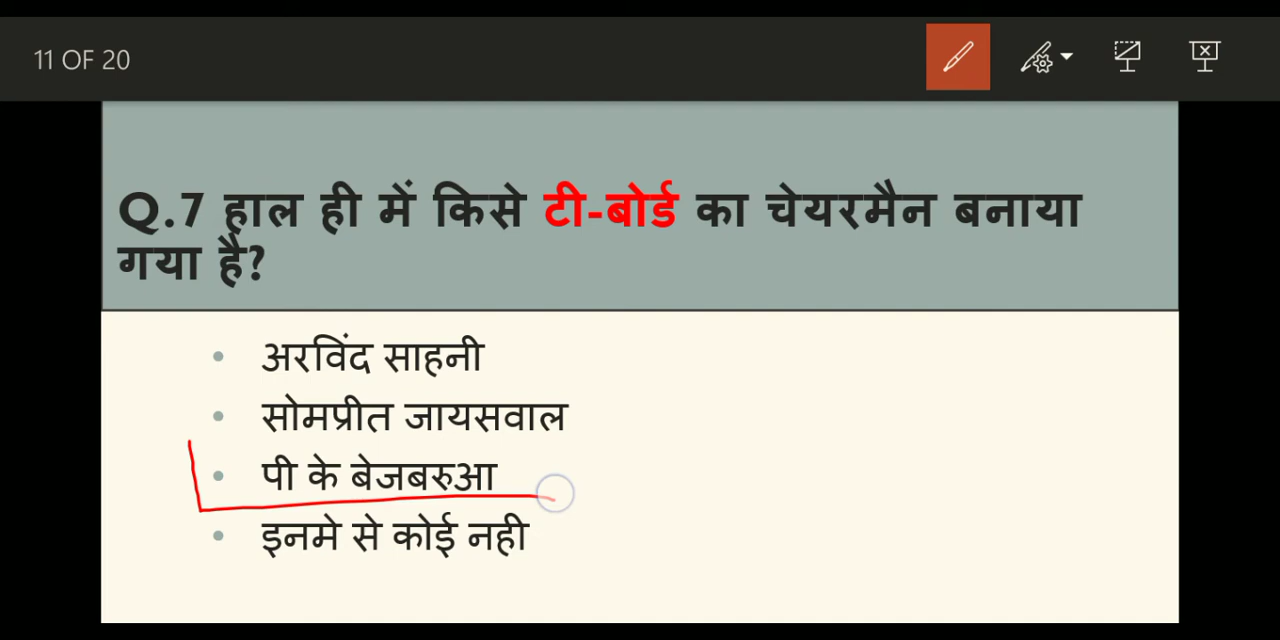 11 OF 20
Q.7 हाल ही में किसे टी-बोर्ड का चेयरमैन बनाया
गया है?
• अरविंद साहनी
• सोमप्रीत जायसवाल
• पी के बेजबरुआ
• इनमे से कोई नही